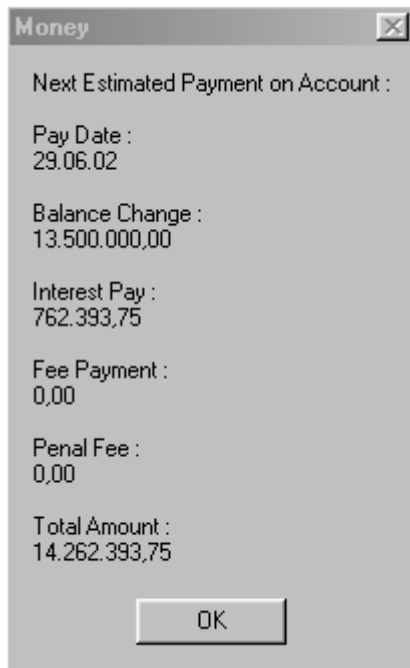 Money
Next Estimated Payment on Account :
Pay Date :
29.06.02
Balance Change :
13.500.000,00
Interest Pay :
762.393,75
Fee Payment :
0,00
Penal Fee :
0,00
Total Amount :
14.262.393,75
OK